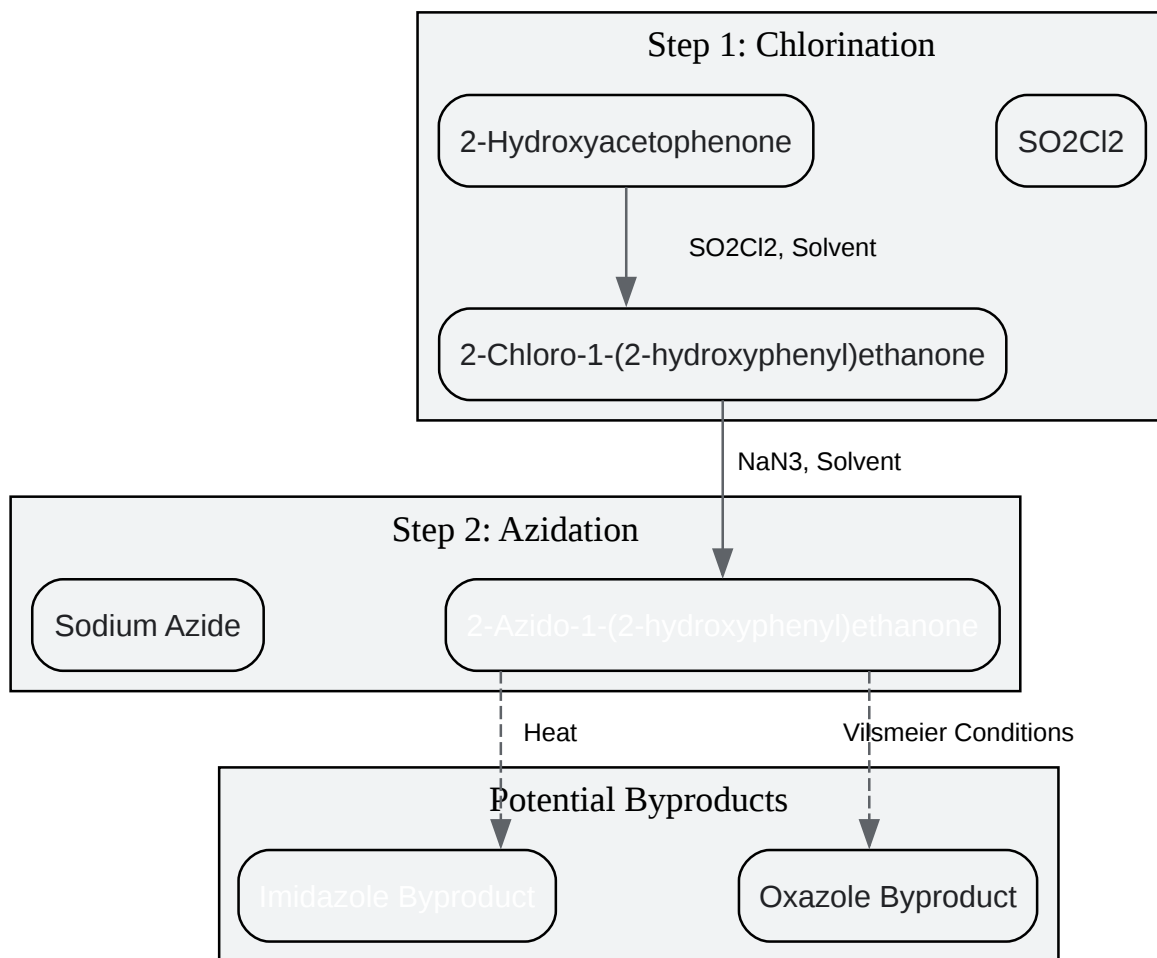 Step 1: Chlorination
2-Hydroxyacetophenone
SO2Cl2
SO2Cl2, Solvent
2-Chloro-1-(2-hydroxyphenyl)ethanone
NaN3, Solvent
Step 2: Azidation
Sodium Azide
2-Azido-1-(2-hydroxyphenyl)ethanone
Heat
Vilsmeier Conditions
Potential Byproducts
Imidazole Byproduct
Oxazole Byproduct